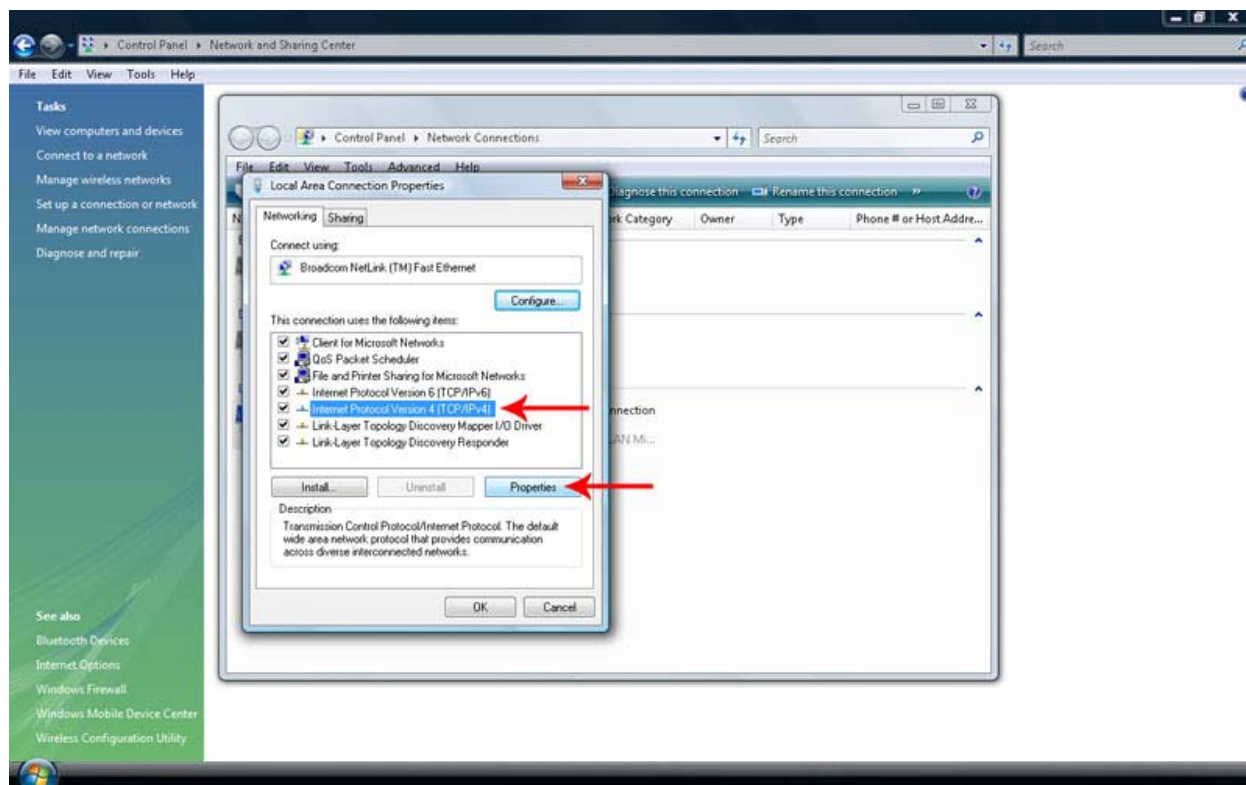 Control Panel Network and Sharing Center
Search
File Edit View Tools Help
Tasks
View computers and devices
Connect to a network
Manage wireless networks
Set up a connection or network
Manage network connections
Diagnose and repair
See also
Bluetooth Devices
Internet Options
Windows Firewall
Windows Mobile Device Center
Wireless Configuration Utility
Control Panel Network Connections
Search
File Edit View Tools Advanced Help
Diagnose this connection Rename this connection »
Category Owner Type Phone # or Host Addre...
Local Area Connection Properties
Networking Sharing
Connect using:
Broadcom NetLink (TM) Fast Ethernet
Configure...
This connection uses the following items:
Client for Microsoft Networks
QoS Packet Scheduler
File and Printer Sharing for Microsoft Networks
Internet Protocol Version 6 (TCP/IPv6)
Internet Protocol Version 4 (TCP/IPv4)
Link-Layer Topology Discovery Mapper I/O Driver
Link-Layer Topology Discovery Responder
Install... Uninstall Properties
Description
Transmission Control Protocol/Internet Protocol. The default
wide area network protocol that provides communication
across diverse interconnected networks.
OK Cancel